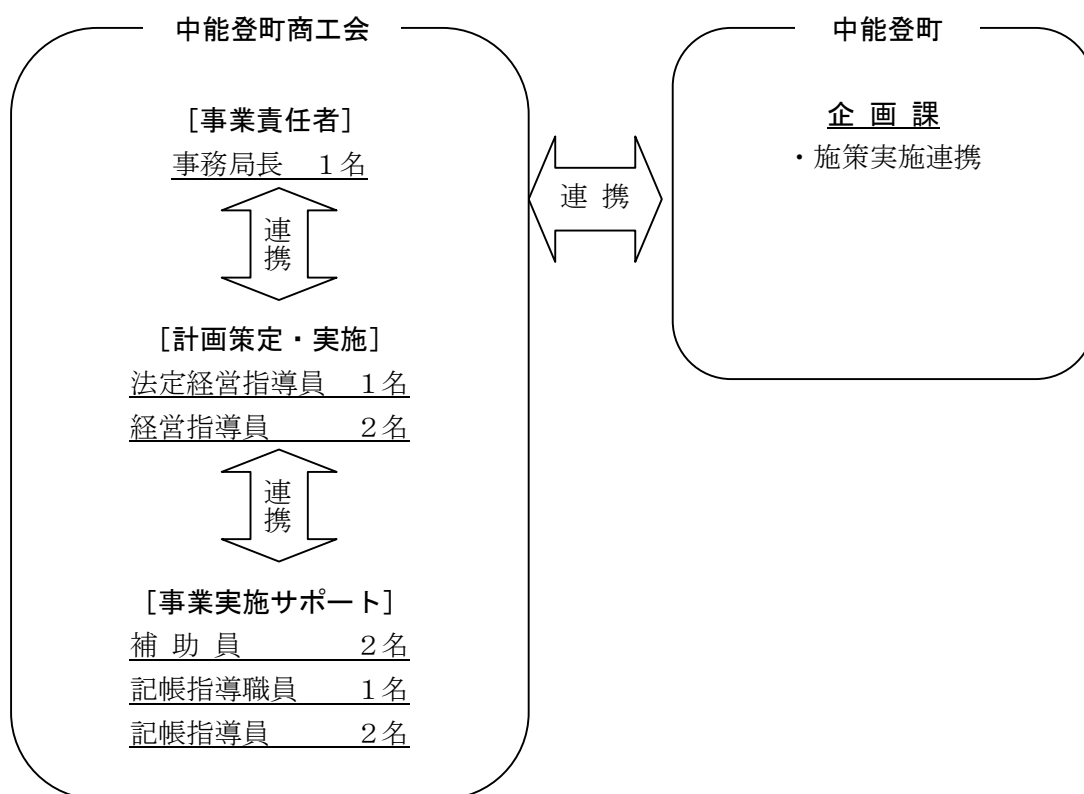 中能登町商工会
［事業責任者］
事務局長　１名
連携
［計画策定・実施］
法定経営指導員　１名
経営指導員　２名
連携
［事業実施サポート］
補 助 員　２名
記帳指導職員　１名
記帳指導員　２名
連 携
中能登町
企 画 課
・施策実施連携